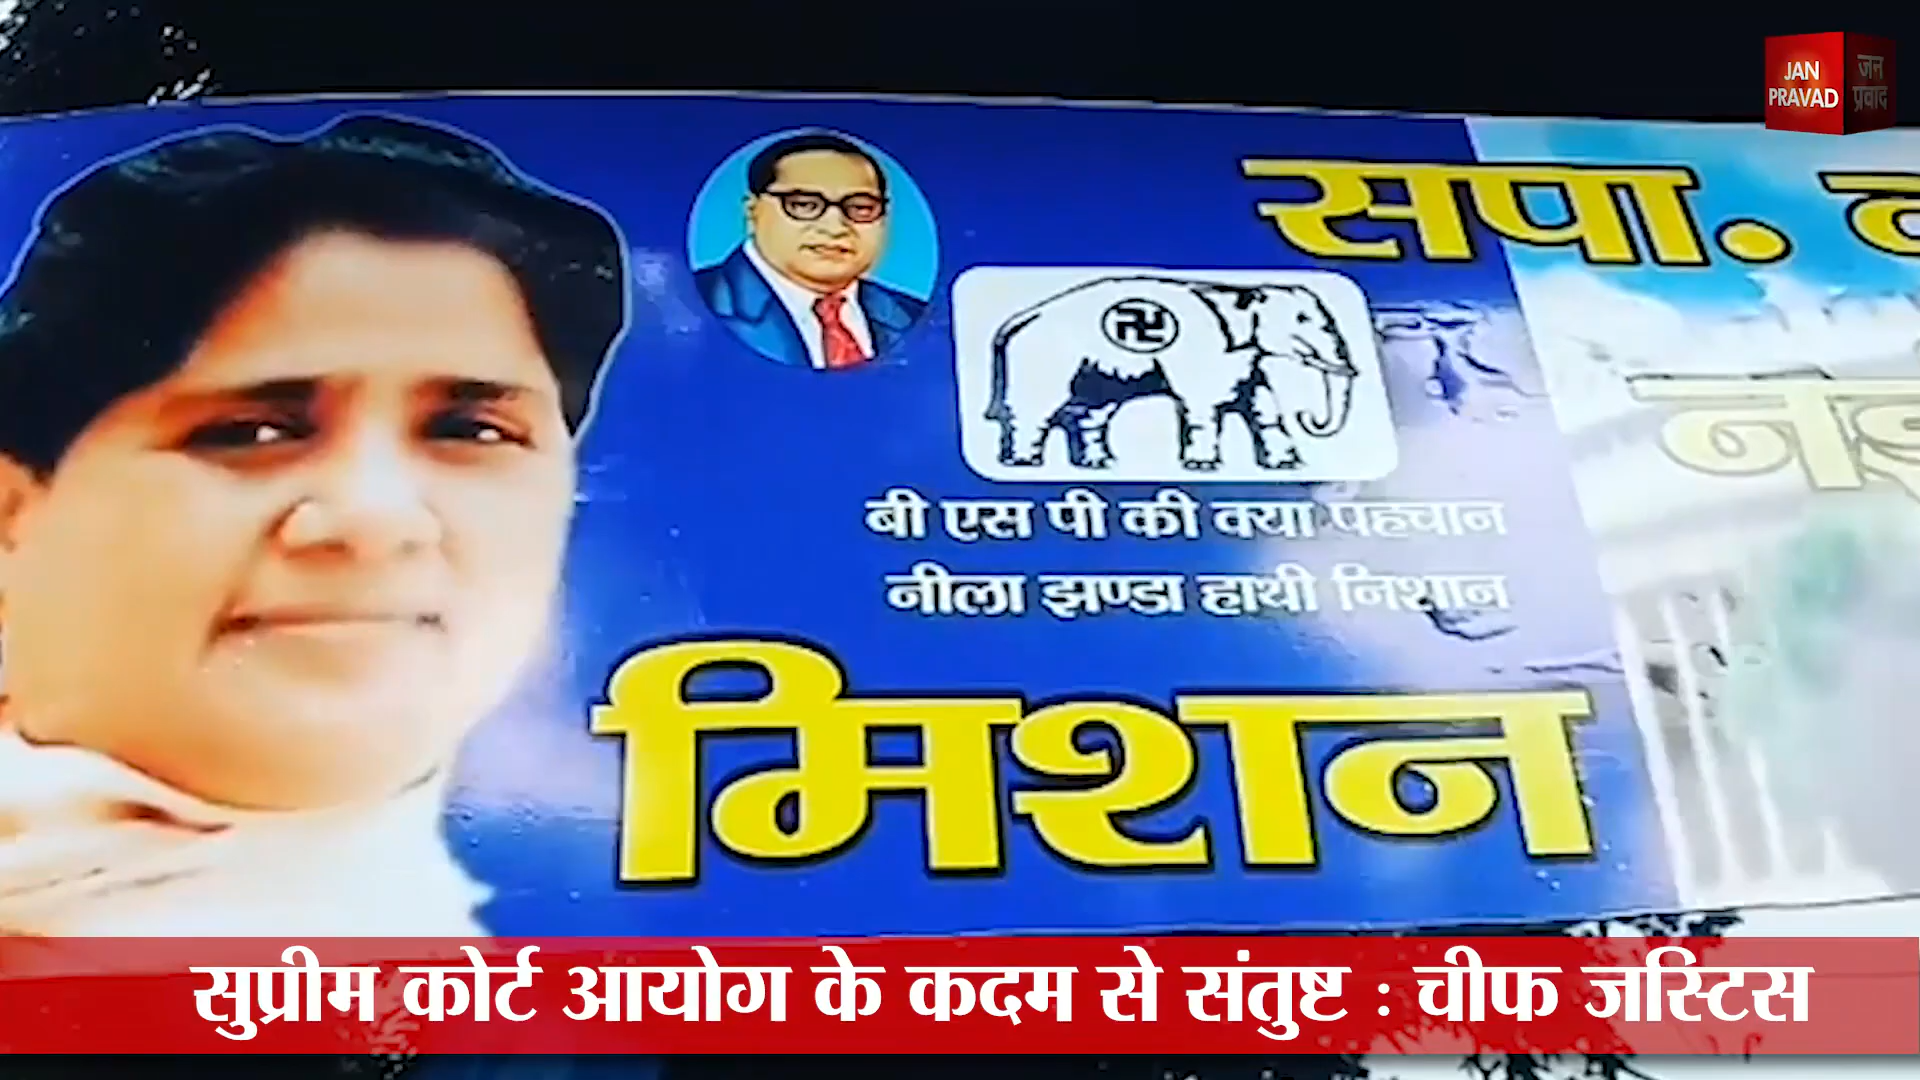 JAN
PRAVAD
जन
प्रवाद
सपा.
बी एस पी की क्या पहचान
नीला झण्डा हाथी निशान
मिशन
सुप्रीम कोर्ट आयोग के कदम से संतुष्ट : चीफ जस्टिस